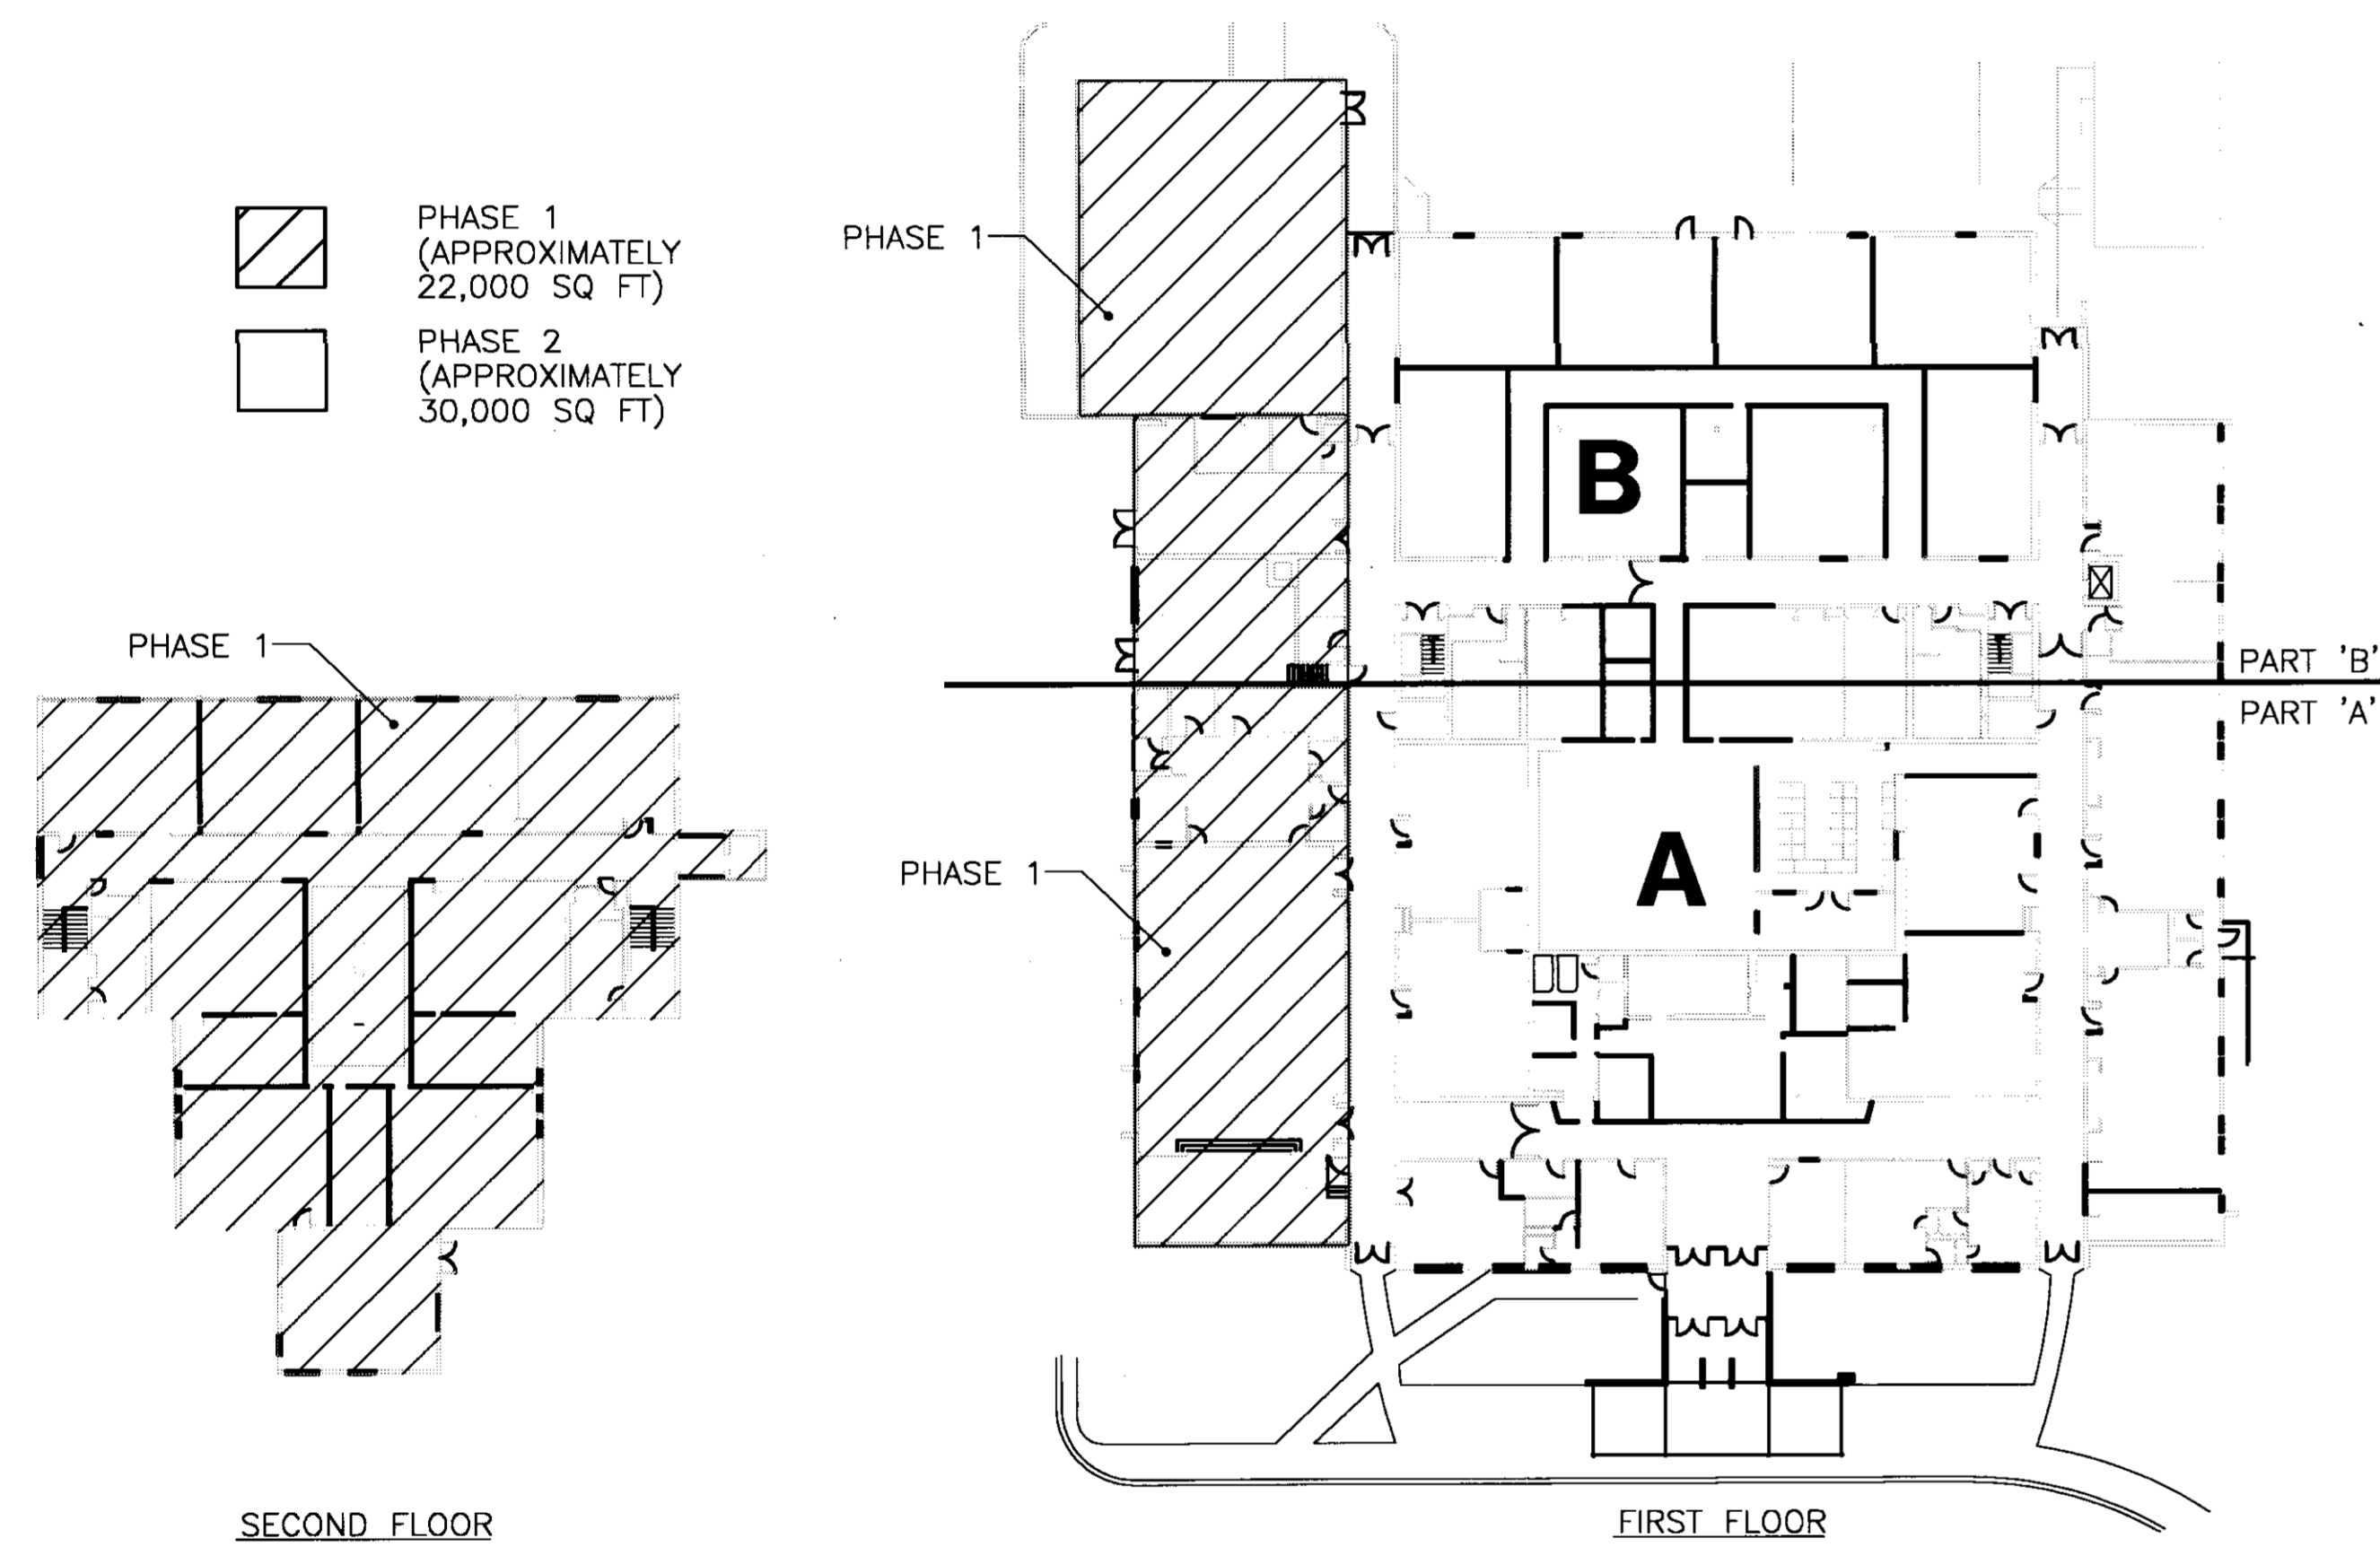 PHASE 1
(APPROXIMATELY
22,000 SQ FT)
PHASE 2
(APPROXIMATELY
30,000 SQ FT)
PHASE 1
PHASE 1
PHASE 1
B
PART 'B'
PART 'A'
A
SECOND FLOOR
FIRST FLOOR